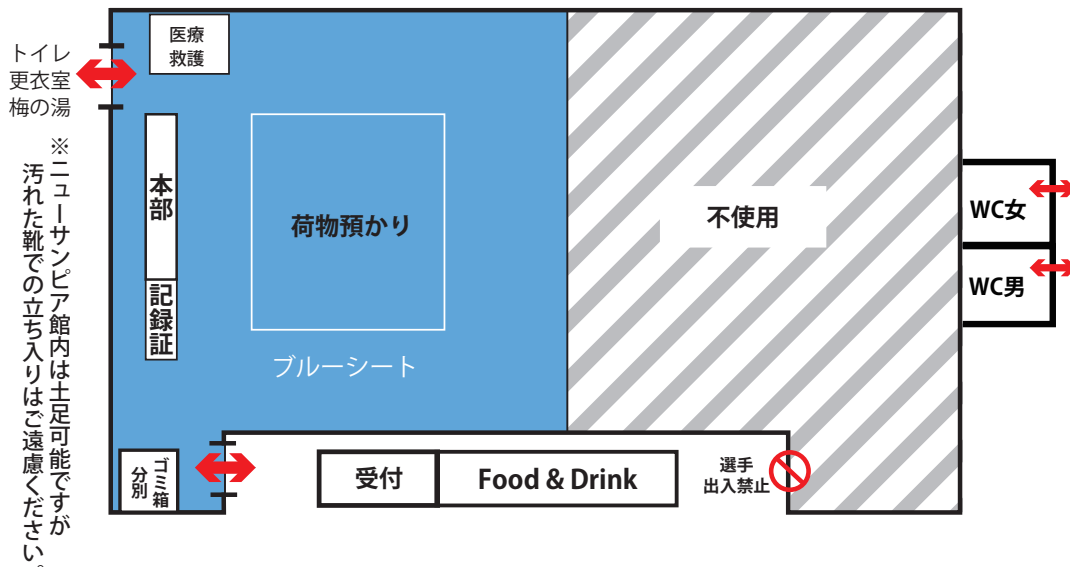 医療
救護
トイレ
更衣室
梅の湯
※ニューサンピア館内は土足可能ですが
汚れた靴での立ち入りはご遠慮ください。
本部
記録証
荷物預かり
ブルーシート
不使用
WC女
WC男
ゴミ箱
分別
受付
Food & Drink
選手
出入禁止